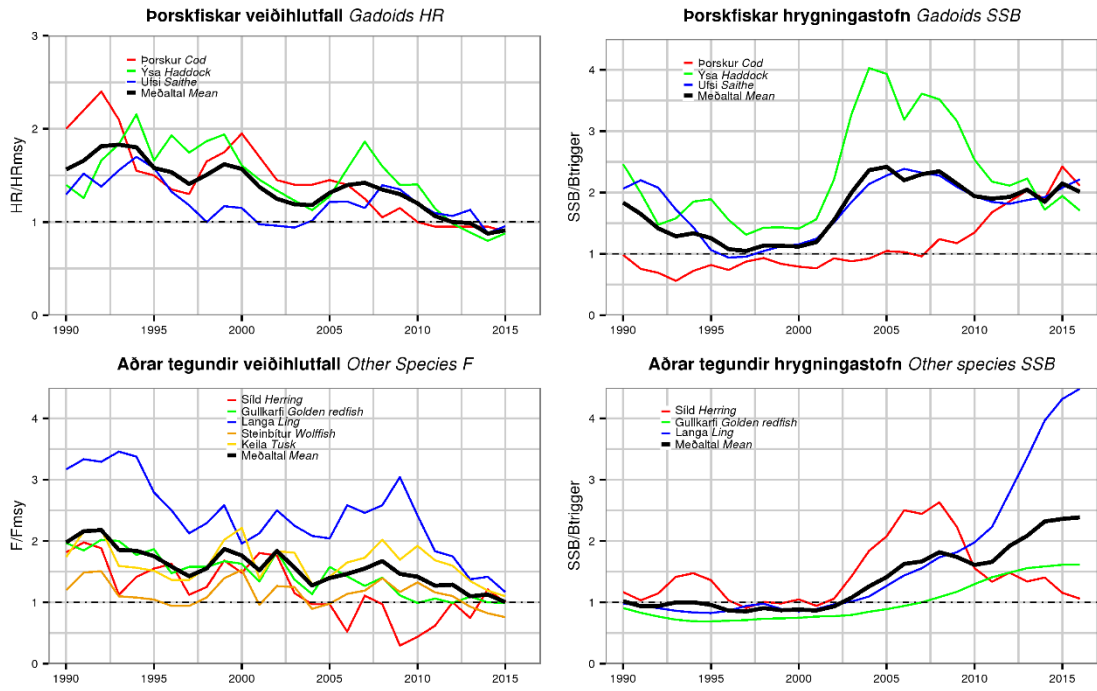 Þorskfiskar veiðihlutfall Gadoids HR
3
2
1
0
HR/HRmsy
Þorskur Cod
Ýsa Haddock
Ufsi Saithe
Meðaltal Mean
1990 1995 2000 2005 2010 2015
Þorskfiskar hrygningastofn Gadoids SSB
4
3
2
1
0
SSB/Btrigger
Þorskur Cod
Ýsa Haddock
Ufsi Saithe
Meðaltal Mean
1990 1995 2000 2005 2010 2015
Aðrar tegundir veiðihlutfall Other Species F
4
3
2
1
0
F/Fmsy
Síld Herring
Gullkarfi Golden redfish
Langa Ling
Steinbítur Wolffish
Keila Tusk
Meðaltal Mean
1990 1995 2000 2005 2010 2015
Aðrar tegundir hrygningastofn Other species SSB
4
3
2
1
0
SSB/Btrigger
Síld Herring
Gullkarfi Golden redfish
Langa Ling
Meðaltal Mean
1990 1995 2000 2005 2010 2015